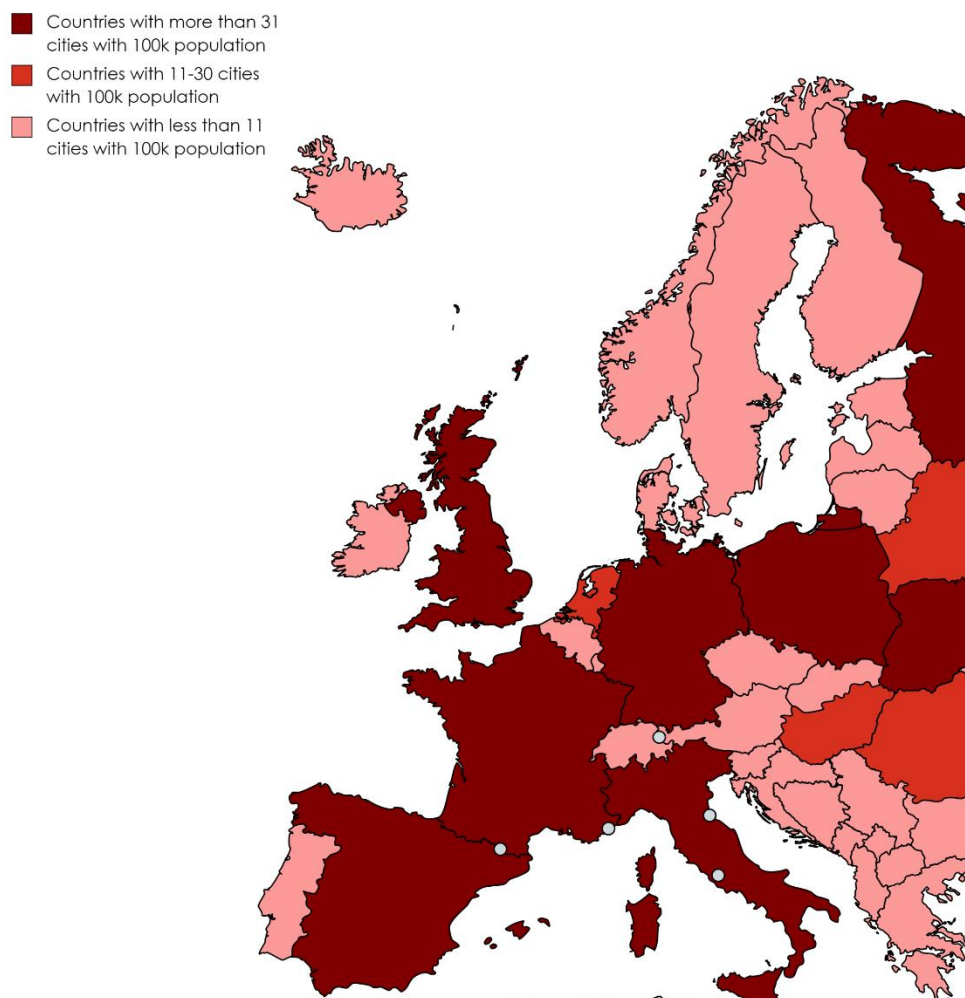 Countries with more than 31
cities with 100k population
Countries with 11-30 cities
with 100k population
Countries with less than 11
cities with 100k population